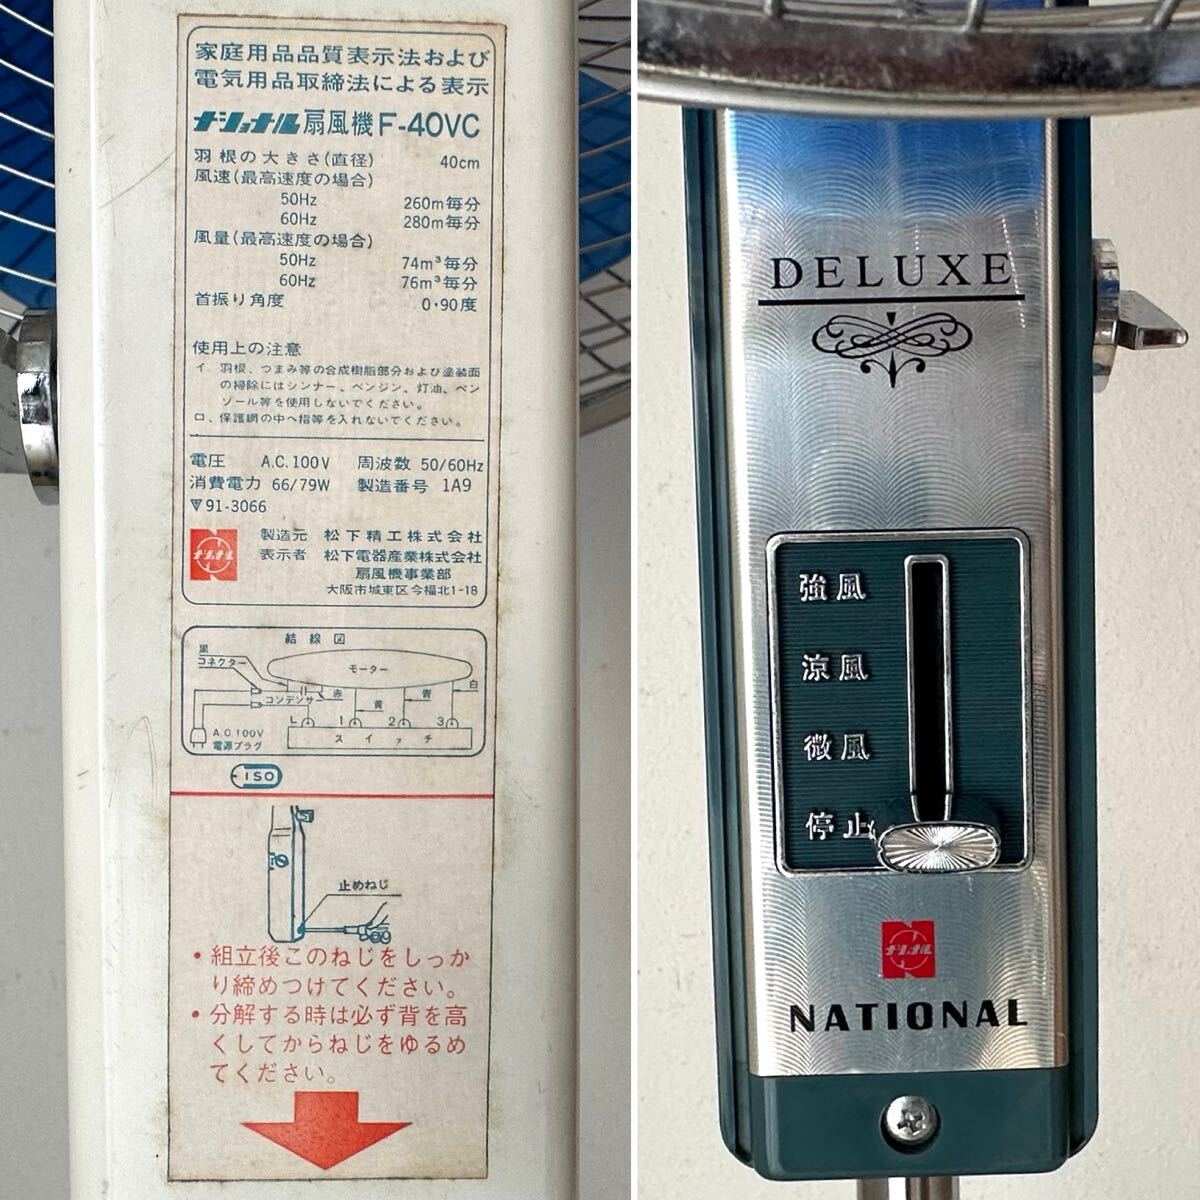 家庭用品品質表示法および
電気用品取締法による表示
ナショナル扇風機 F-40VC
羽根の大きさ(直径) 40cm
風速(最高速度の場合)
50Hz 260m毎分
60Hz 280m毎分
風量(最高速度の場合)
50Hz 74m³毎分
60Hz 76m³毎分
首振り角度 0・90度
使用上の注意
イ. 羽根、つまみ等の合成樹脂部分および塗装面
の掃除にはシンナー、ベンジン、灯油、ベン
ゾール等を使用しないでください。
ロ. 保護網の中へ指等を入れないでください。
電圧 A.C.100V 周波数 50/60Hz
消費電力 66/79W 製造番号 1A9
〒91-3066
ナショナル
製造元 松下精工株式会社
表示者 松下電器産業株式会社
扇風機事業部
大阪市城東区今福北1-18
結線図
黒
コネクター
モーター
コンデンサ
赤
黄
青
白
L 1 2 3
スイッチ
A.C.100V
電源プラグ
ISO
止めねじ
・組立後このねじをしっか
り締めつけてください。
・分解する時は必ず背を高
くしてからねじをゆるめ
てください。
DELUXE
強風
涼風
微風
停止
ナショナル
NATIONAL